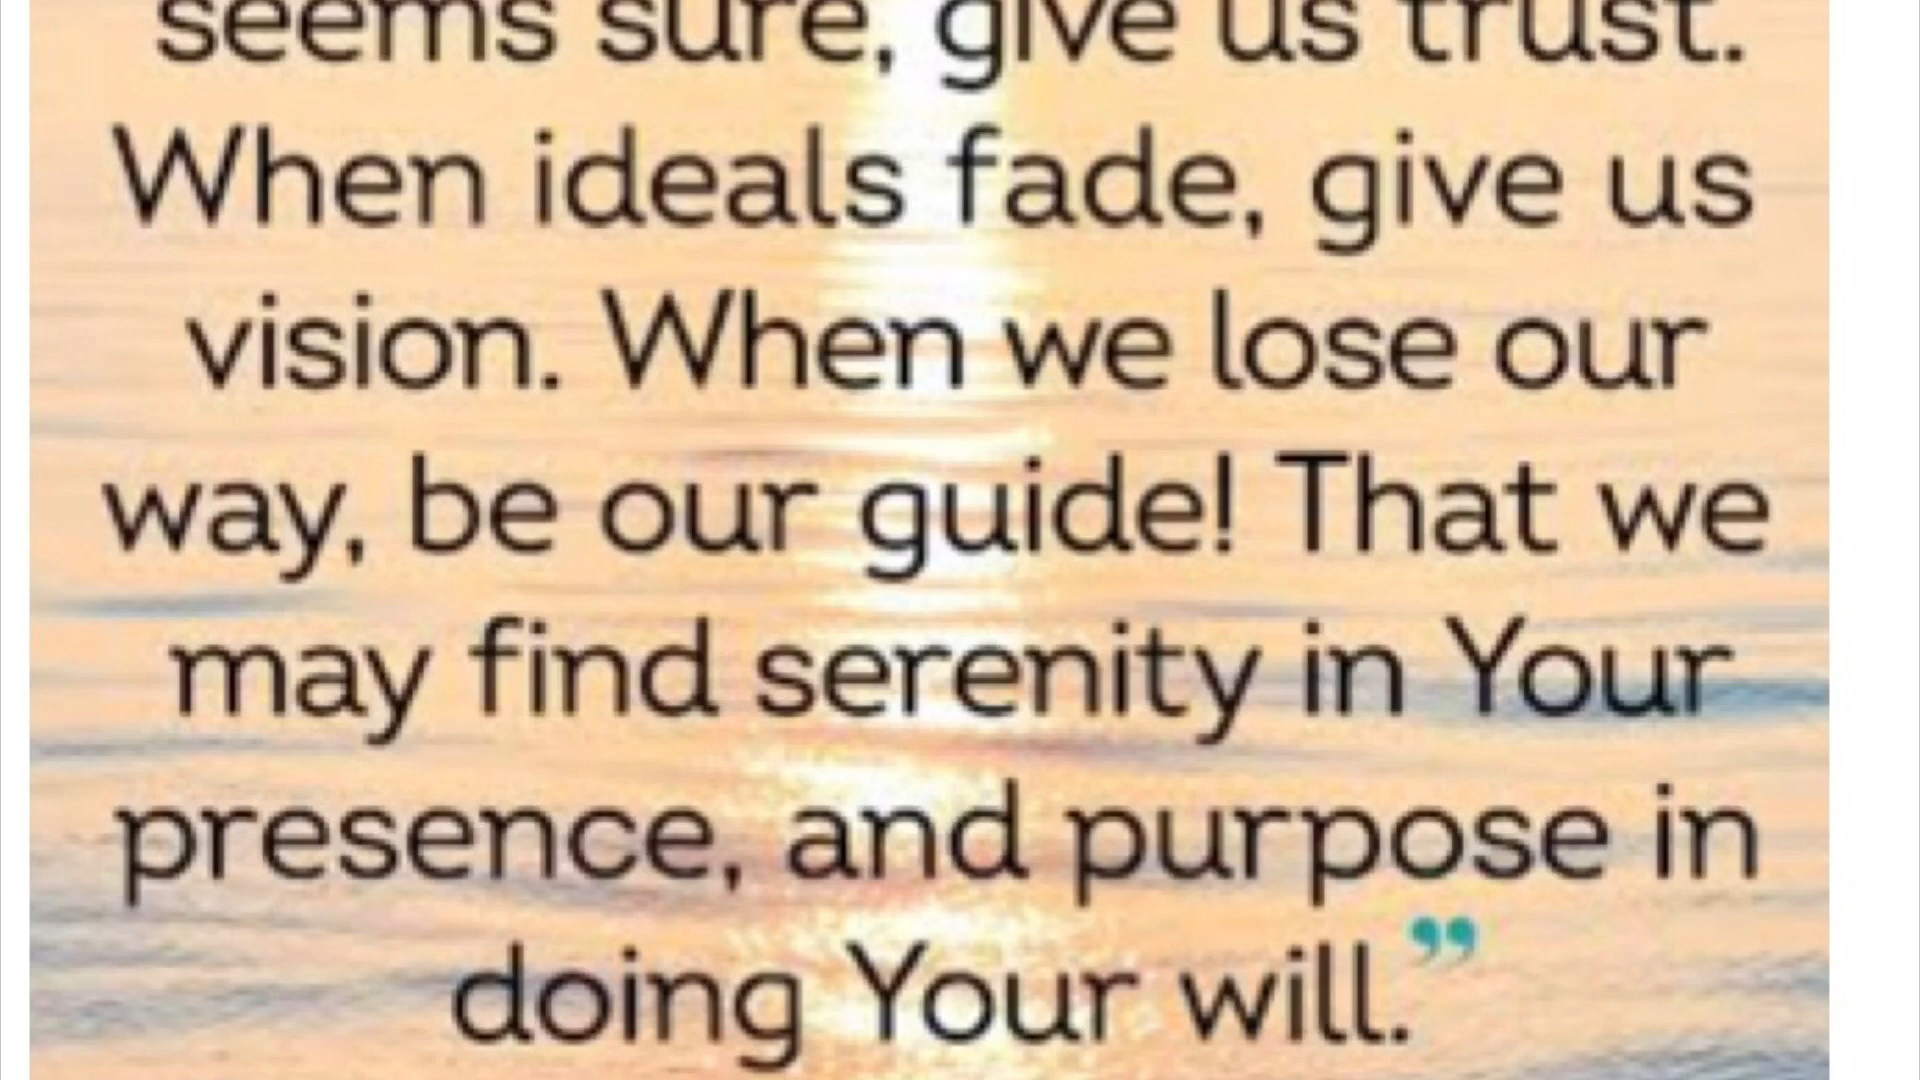 seems sure, give us trust.
When ideals fade, give us
vision. When we lose our
way, be our guide! That we
may find serenity in Your
presence, and purpose in
doing Your will.”